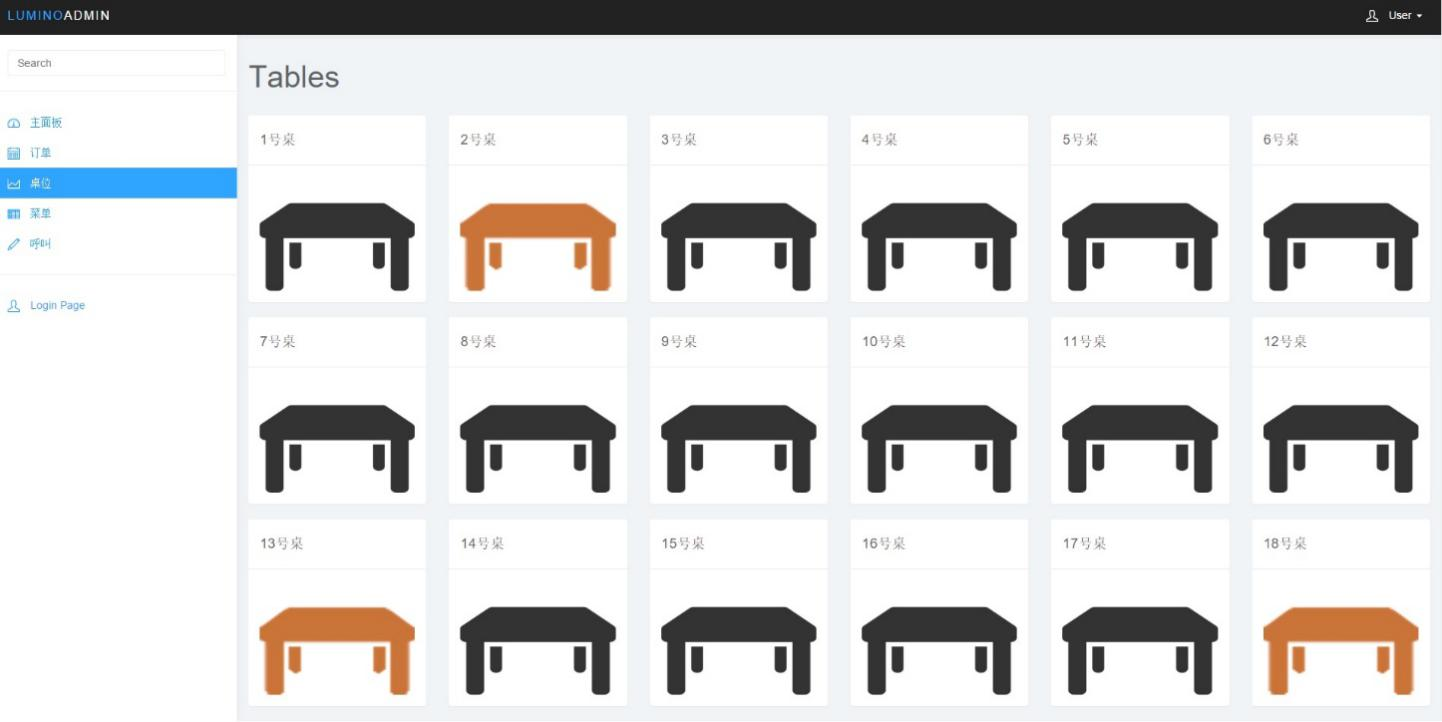 LUMINOADMIN
User
Search
主面板
订单
桌位
菜单
呼叫
Login Page
Tables
1号桌
2号桌
3号桌
4号桌
5号桌
6号桌
7号桌
8号桌
9号桌
10号桌
11号桌
12号桌
13号桌
14号桌
15号桌
16号桌
17号桌
18号桌